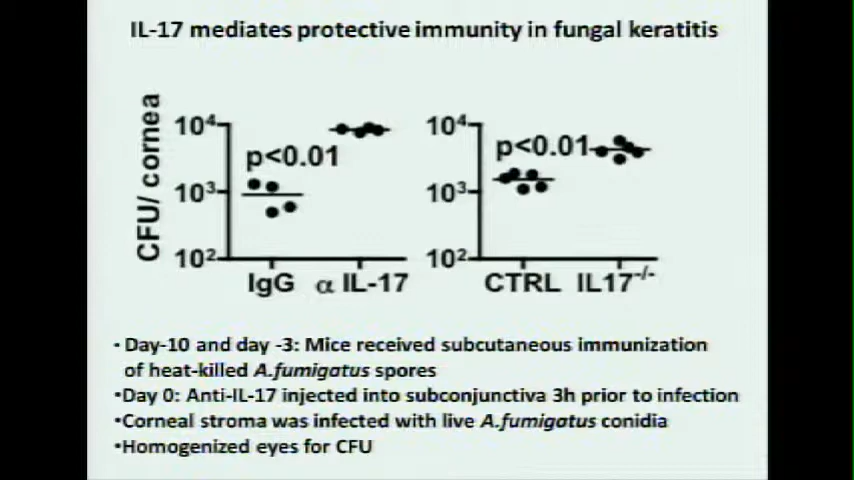 IL-17 mediates protective immunity in fungal keratitis
CFU/ cornea
10⁴
10³
10²
p<0.01
IgG α IL-17
10⁴
10³
10²
p<0.01
CTRL IL17⁻/⁻
• Day-10 and day -3: Mice received subcutaneous immunization
of heat-killed A.fumigatus spores
•Day 0: Anti-IL-17 injected into subconjunctiva 3h prior to infection
•Corneal stroma was infected with live A.fumigatus conidia
•Homogenized eyes for CFU